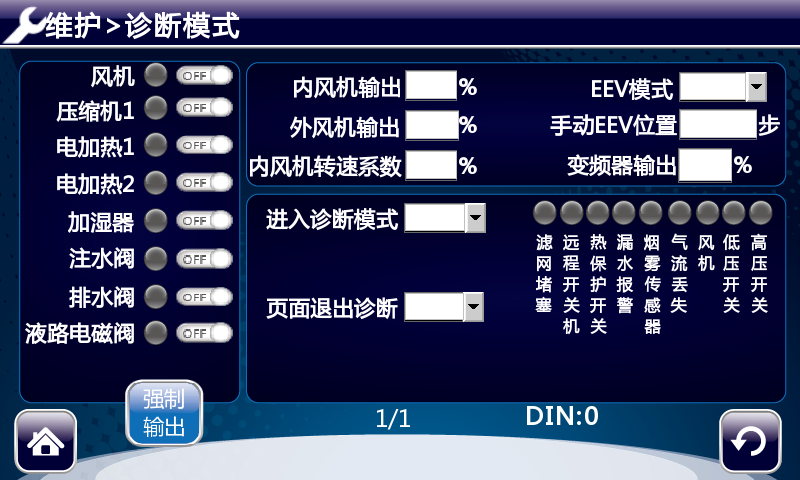 维护>诊断模式
风机 OFF
压缩机1 OFF
电加热1 OFF
电加热2 OFF
加湿器 OFF
注水阀 OFF
排水阀 OFF
液路电磁阀 OFF
内风机输出 %
外风机输出 %
内风机转速系数 %
EEV模式
手动EEV位置 步
变频器输出 %
进入诊断模式
页面退出诊断
滤网堵塞
远程开关机
热保护开关
漏水报警
烟雾传感器
气流丢失
风机
低压开关
高压开关
强制
输出
1/1
DIN:0